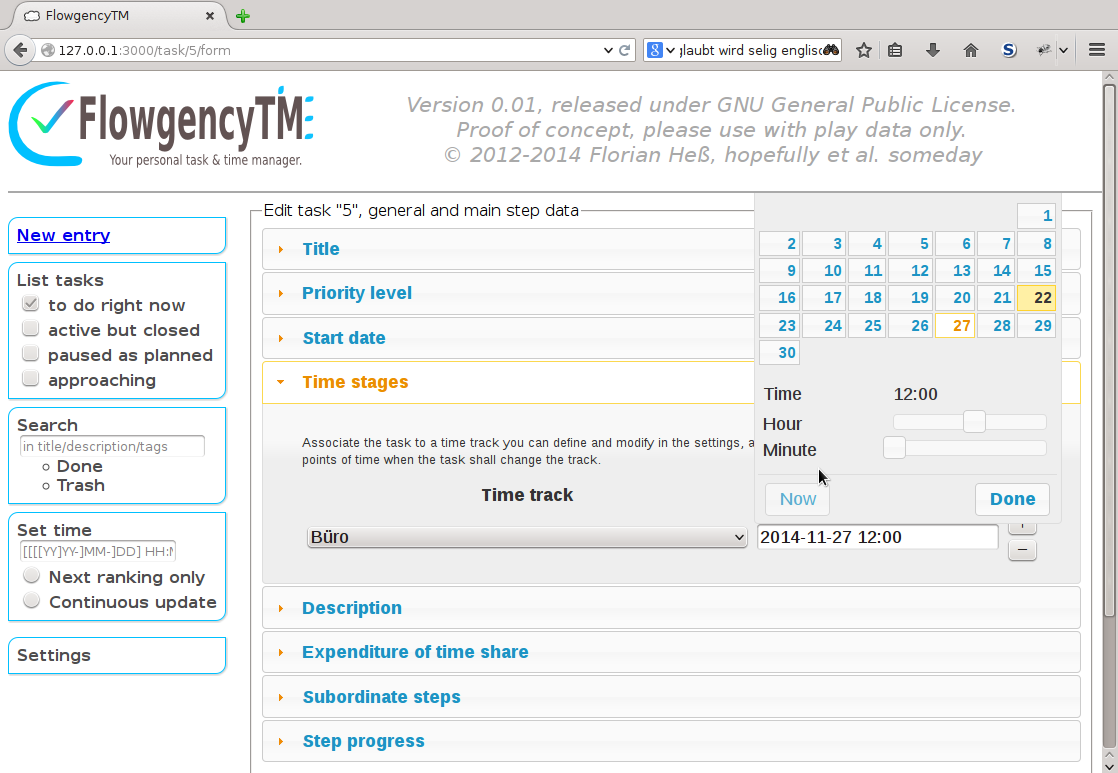 FlowgencyTM
127.0.0.1:3000/task/5/form
glaubt wird selig englisc
FlowgencyTM
Your personal task & time manager.
Version 0.01, released under GNU General Public License.
Proof of concept, please use with play data only.
© 2012-2014 Florian Heß, hopefully et al. someday
New entry
List tasks
to do right now
active but closed
paused as planned
approaching
Search
in title/description/tags
Done
Trash
Set time
[[[[YY]YY-]MM-]DD] HH:M
Next ranking only
Continuous update
Settings
Edit task "5", general and main step data
Title
Priority level
Start date
Time stages
Associate the task to a time track you can define and modify in the settings, a
points of time when the task shall change the track.
Time track
Büro
1
2 3 4 5 6 7 8
9 10 11 12 13 14 15
16 17 18 19 20 21 22
23 24 25 26 27 28 29
30
Time 12:00
Hour
Minute
Now Done
2014-11-27 12:00
Description
Expenditure of time share
Subordinate steps
Step progress